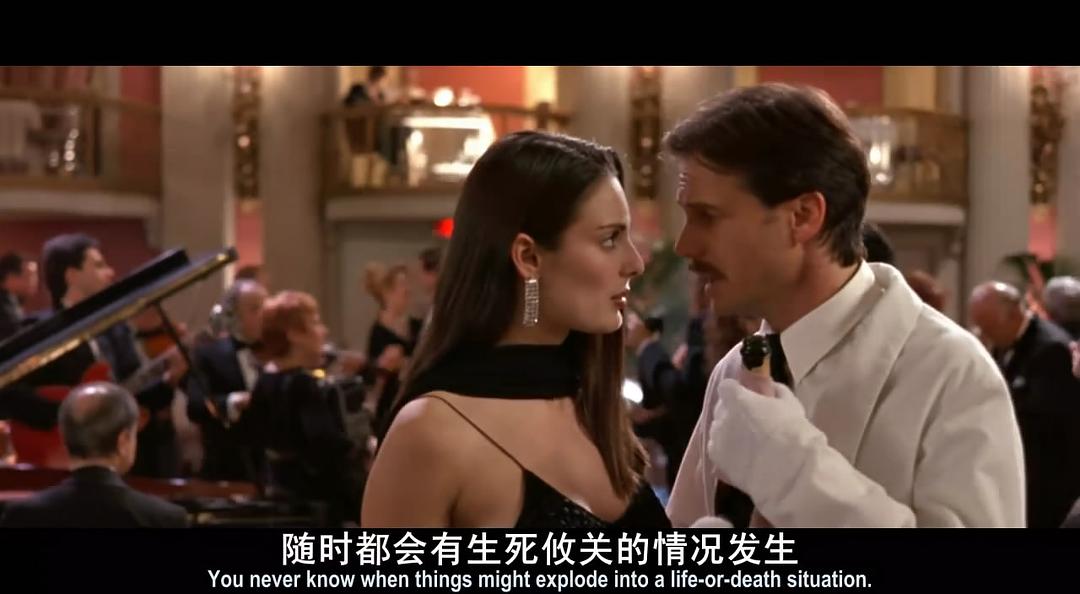 随时都会有生死攸关的情况发生
You never know when things might explode into a life-or-death situation.